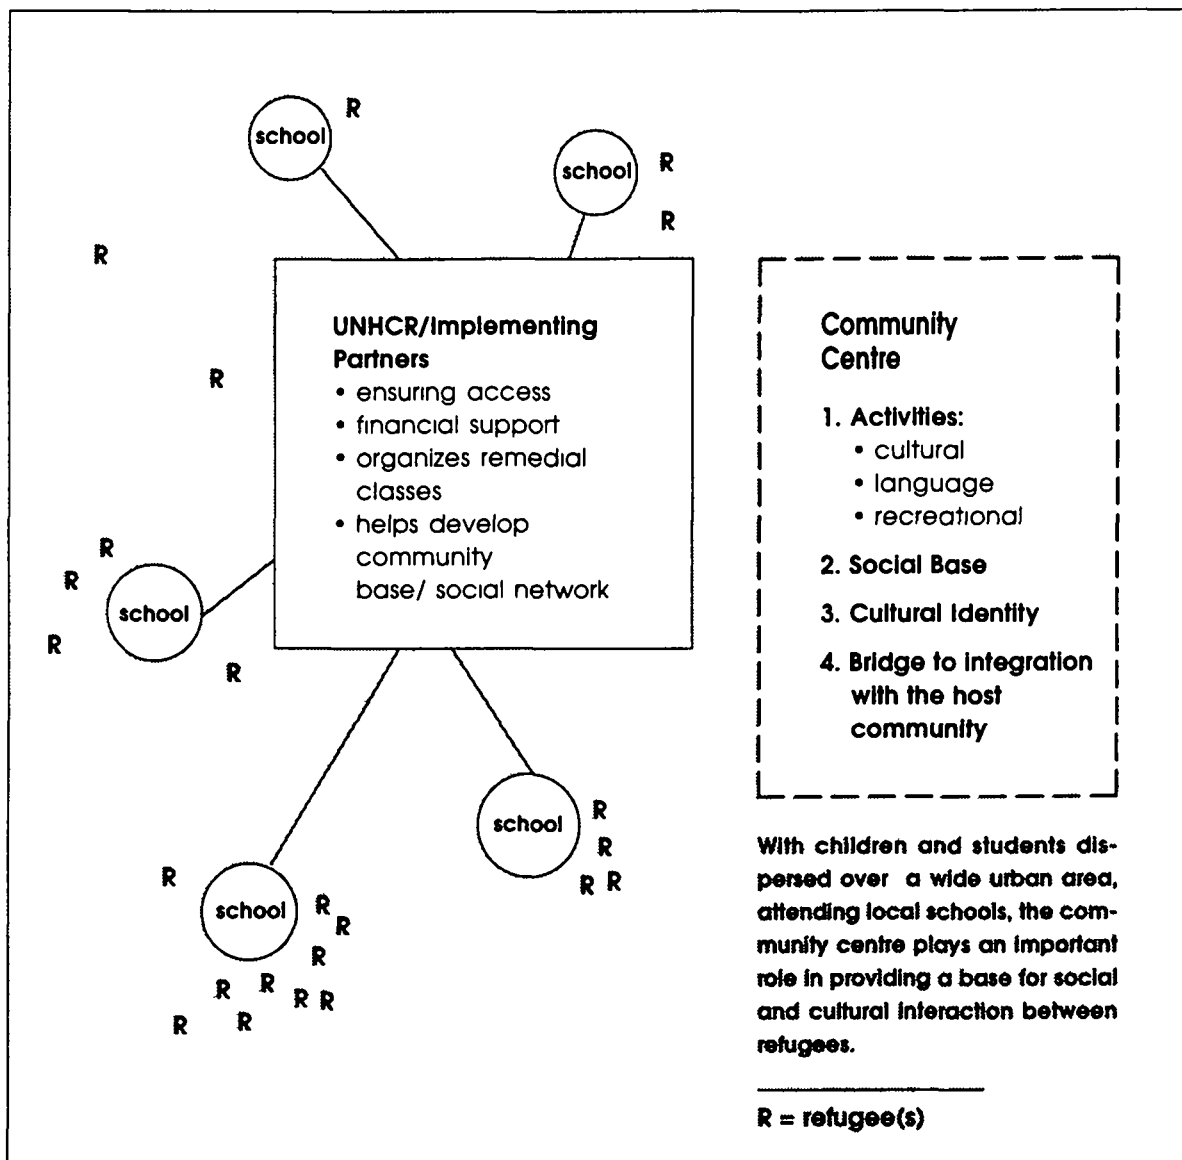 R
school
R
school
R
R
R
UNHCR/Implementing
Partners
• ensuring access
• financial support
• organizes remedial
classes
• helps develop
community
base/ social network
R
R
R
school
R
R
school
R
R
R R
R
school
R
R
R
R
R
R R
R
R
Community
Centre
1. Activities:
• cultural
• language
• recreational
2. Social Base
3. Cultural Identity
4. Bridge to integration
with the host
community
With children and students dis-
persed over a wide urban area,
attending local schools, the com-
munity centre plays an important
role in providing a base for social
and cultural interaction between
refugees.
R = refugee(s)